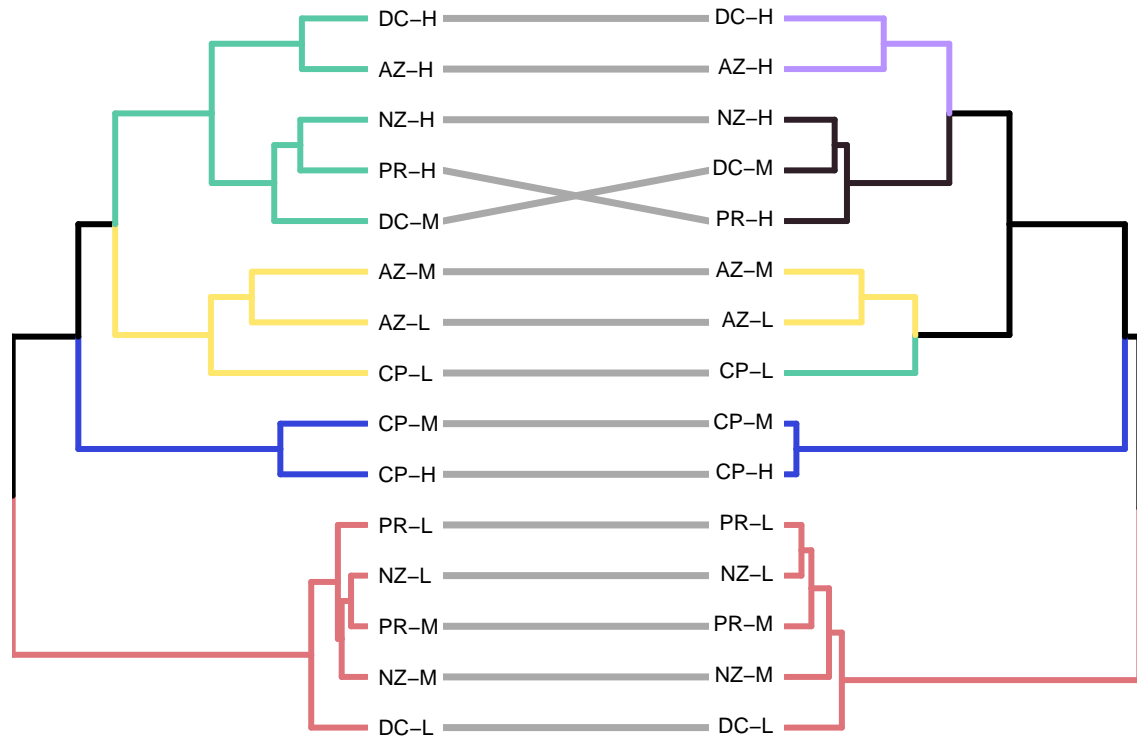 DC–H DC–H
AZ–H AZ–H
NZ–H NZ–H
PR–H DC–M
DC–M PR–H
AZ–M AZ–M
AZ–L AZ–L
CP–L CP–L
CP–M CP–M
CP–H CP–H
PR–L PR–L
NZ–L NZ–L
PR–M PR–M
NZ–M NZ–M
DC–L DC–L